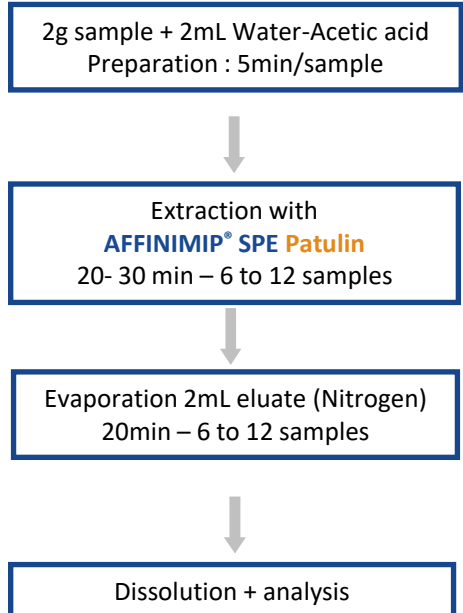 2g sample + 2mL Water-Acetic acid
Preparation : 5min/sample
Extraction with
AFFINIMIP® SPE Patulin
20- 30 min – 6 to 12 samples
Evaporation 2mL eluate (Nitrogen)
20min – 6 to 12 samples
Dissolution + analysis